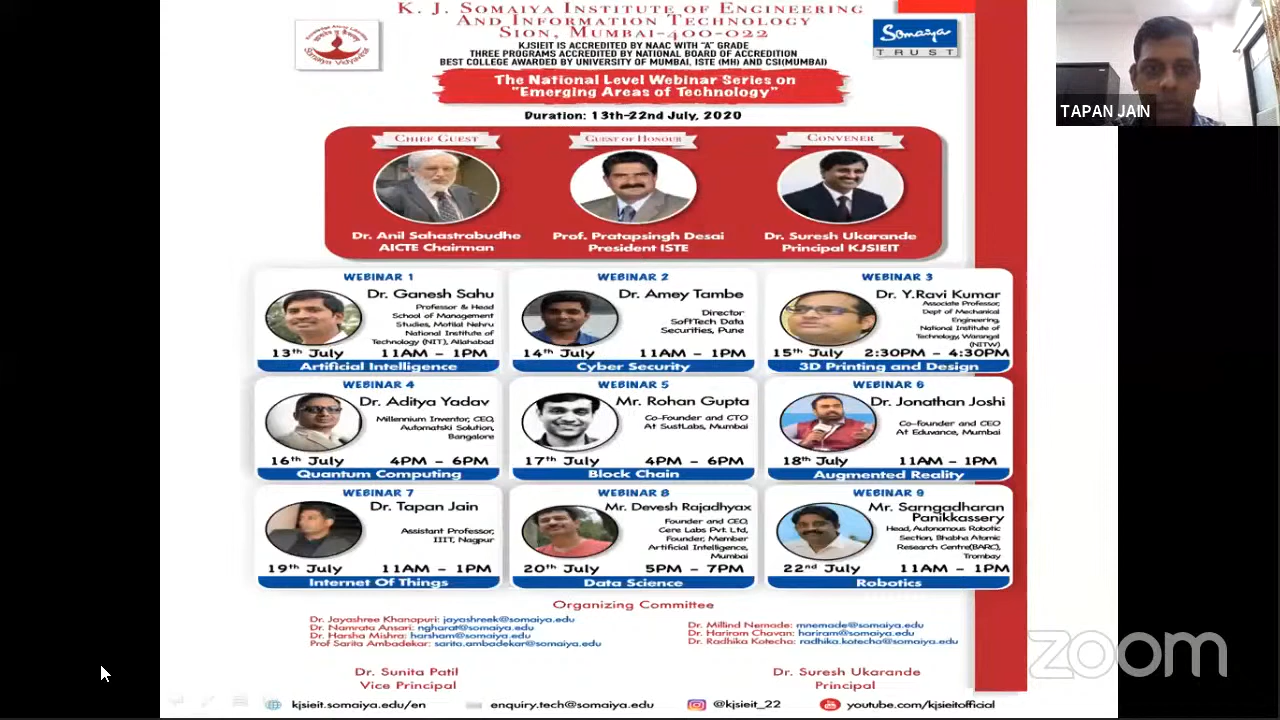 K. J. Somaiya Institute of Engineering
And Information Technology
Sion, Mumbai-400-022
KJSIEIT IS ACCREDITED BY NAAC WITH "A" GRADE
THREE PROGRAMS ACCREDITED BY NATIONAL BOARD OF ACCREDITION
BEST COLLEGE AWARDED BY UNIVERSITY OF MUMBAI, ISTE (MH) AND CSI(MUMBAI)
Somaiya
TRUST
TAPAN JAIN
The National Level Webinar Series on
"Emerging Areas of Technology"
Duration: 13th-22nd July, 2020
Chief Guest
Guest of Honour
Convener
Dr. Anil Sahastrabudhe
AICTE Chairman
Prof. Pratapsingh Desai
President ISTE
Dr. Suresh Ukarande
Principal KJSIEIT
WEBINAR 1
Dr. Ganesh Sahu
Professor & Head
School of Management
Studies, Motilal Nehru
National Institute of
Technology (NIT), Allahabad
13th July 11AM - 1PM
Artificial Intelligence
WEBINAR 2
Dr. Amey Tambe
Director
SoftTech Data
Securities, Pune
14th July 11AM - 1PM
Cyber Security
WEBINAR 3
Dr. Y.Ravi Kumar
Associate Professor,
Dept of Mechanical
Engineering,
National Institute of
Technology, Warangal
(NITW)
15th July 2:30PM - 4:30PM
3D Printing and Design
WEBINAR 4
Dr. Aditya Yadav
Millennium Inventor, CEO,
Automatski Solution,
Bangalore
16th July 4PM - 6PM
Quantum Computing
WEBINAR 5
Mr. Rohan Gupta
Co-Founder and CTO
At SustLabs, Mumbai
17th July 4PM - 6PM
Block Chain
WEBINAR 6
Dr. Jonathan Joshi
Co-founder and CEO
At Eduvance, Mumbai
18th July 11AM - 1PM
Augmented Reality
WEBINAR 7
Dr. Tapan Jain
Assistant Professor,
IIIT, Nagpur
19th July 11AM - 1PM
Internet Of Things
WEBINAR 8
Mr. Devesh Rajadhyax
Founder and CEO,
Cere Labs Pvt. Ltd,
Founder, Member
Artificial Intelligence,
Mumbai
20th July 5PM - 7PM
Data Science
WEBINAR 9
Mr. Sarngadharan
Panikkassery
Head, Autonomous Robotic
Section, Bhabha Atomic
Research Centre(BARC),
Trombay
22nd July 11AM - 1PM
Robotics
Organizing Committee
Dr. Jayashree Khanapuri: jayashreek@somaiya.edu
Dr. Namrata Ansari: ngharat@somaiya.edu
Dr. Harsha Mishra: harsham@somaiya.edu
Prof Sarita Ambadekar: sarita.ambadekar@somaiya.edu
Dr. Millind Nemade: mnemade@somaiya.edu
Dr. Hariram Chavan: hariram@somaiya.edu
Dr. Radhika Kotecha: radhika.kotecha@somaiya.edu
Dr. Sunita Patil
Vice Principal
Dr. Suresh Ukarande
Principal
kjsieit.somaiya.edu/en
enquiry.tech@somaiya.edu
@kjsieit_22
youtube.com/kjsieitofficial
zoom